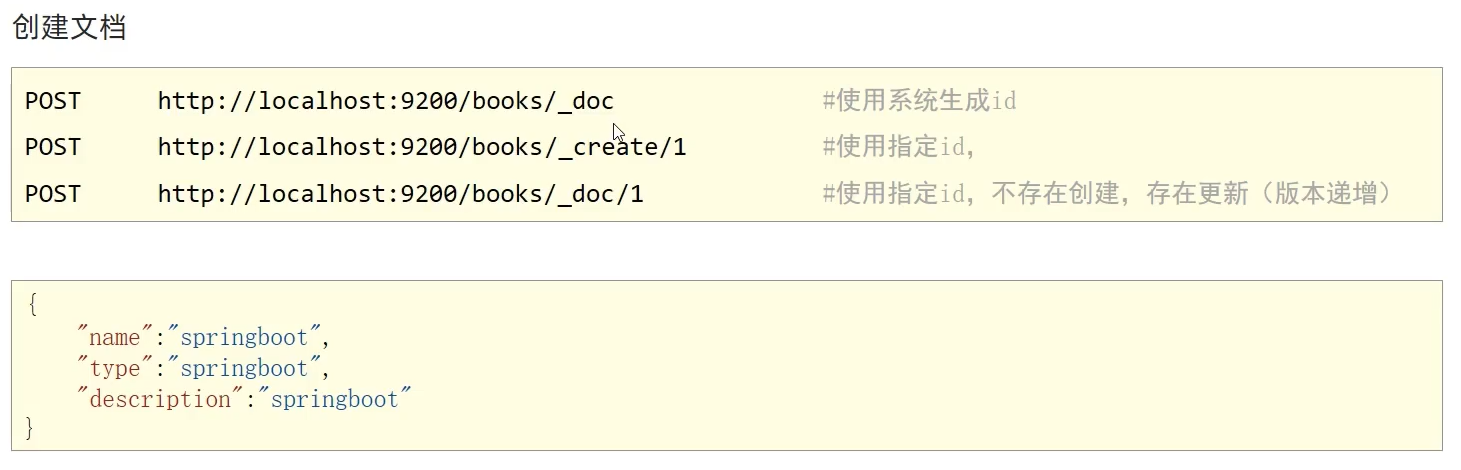 创建文档
POST http://localhost:9200/books/_doc #使用系统生成id
POST http://localhost:9200/books/_create/1 #使用指定id，
POST http://localhost:9200/books/_doc/1 #使用指定id，不存在创建，存在更新（版本递增）
{
"name":"springboot",
"type":"springboot",
"description":"springboot"
}